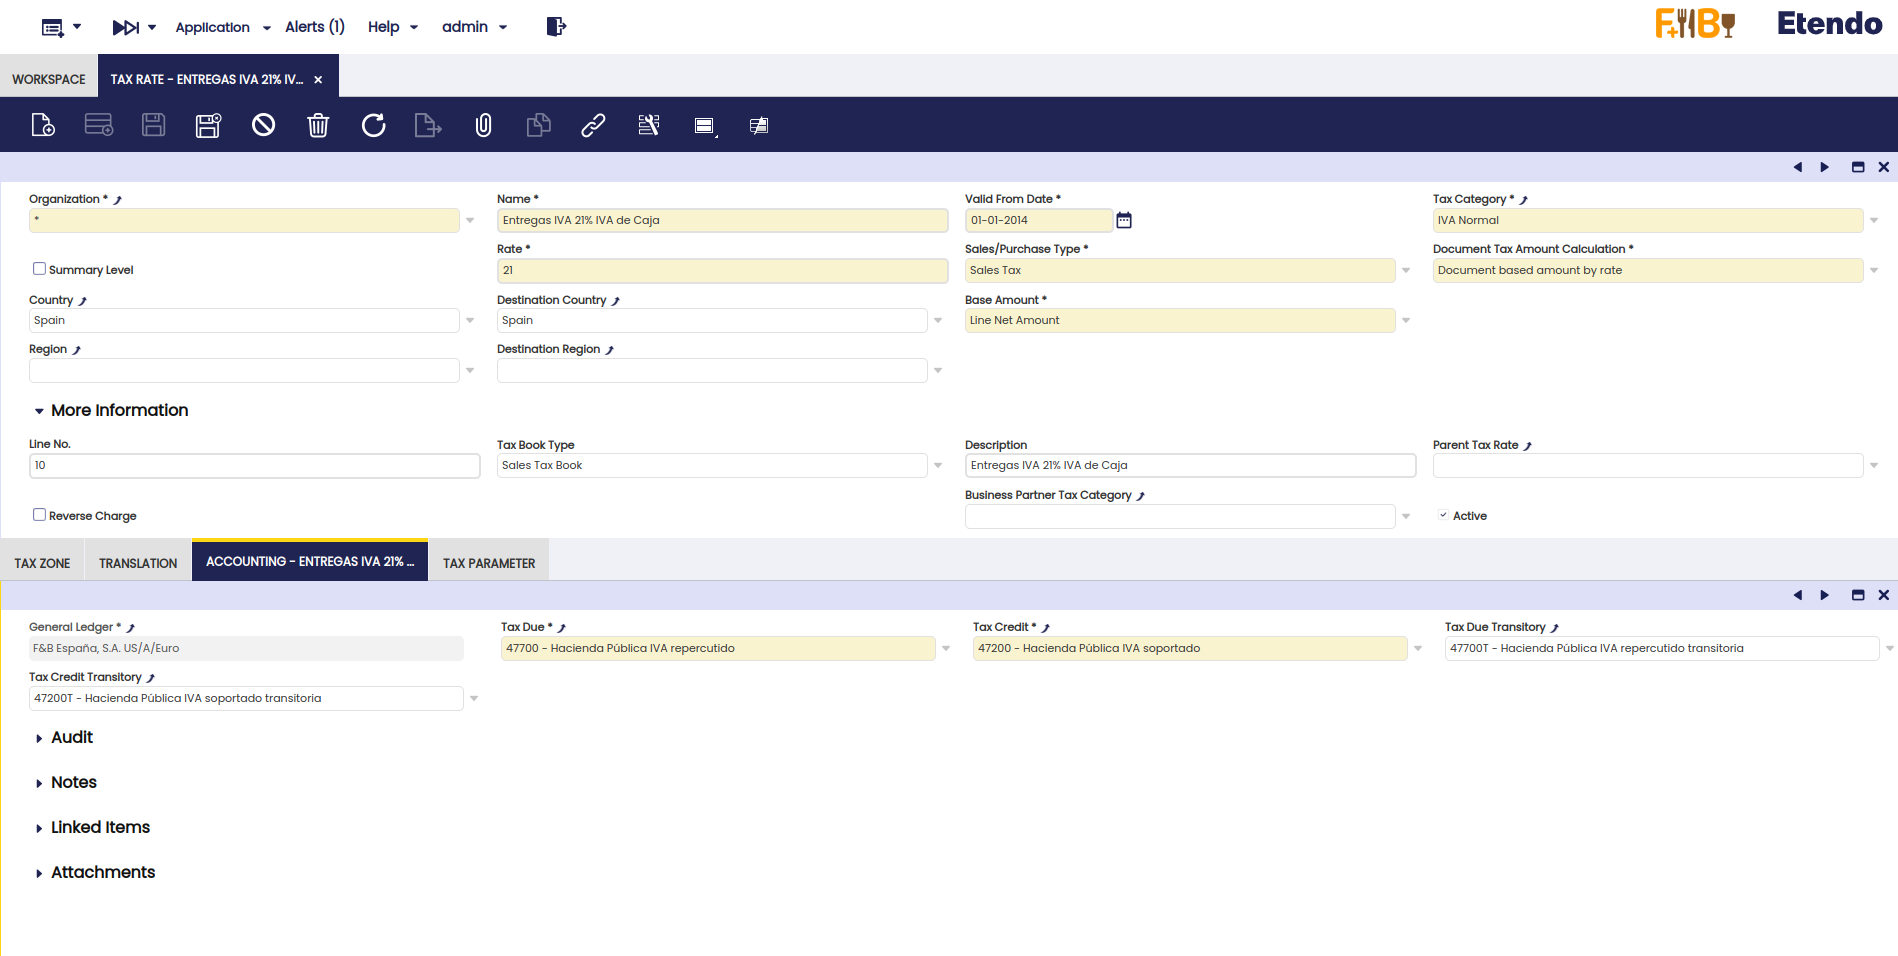 Application Alerts (1) Help admin
F+B Etendo
WORKSPACE TAX RATE - ENTREGAS IVA 21% IV...
Organization * Name * Valid From Date * Tax Category *
* Entregas IVA 21% IVA de Caja 01-01-2014 IVA Normal
Rate * Sales/Purchase Type * Document Tax Amount Calculation *
Summary Level 21 Sales Tax Document based amount by rate
Country Destination Country Base Amount *
Spain Spain Line Net Amount
Region Destination Region
More Information
Line No. Tax Book Type Description Parent Tax Rate
10 Sales Tax Book Entregas IVA 21% IVA de Caja
Business Partner Tax Category
Reverse Charge Active
TAX ZONE TRANSLATION ACCOUNTING - ENTREGAS IVA 21% ... TAX PARAMETER
General Ledger * Tax Due * Tax Credit * Tax Due Transitory
F&B España, S.A. US/A/Euro 47700 - Hacienda Pública IVA repercutido 47200 - Hacienda Pública IVA soportado 47700T - Hacienda Pública IVA repercutido transitoria
Tax Credit Transitory
47200T - Hacienda Pública IVA soportado transitoria
Audit
Notes
Linked Items
Attachments